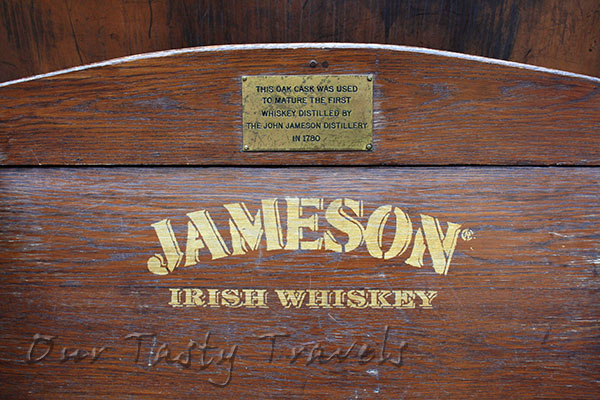 THIS OAK CASK WAS USED
TO MATURE THE FIRST
WHISKEY DISTILLED BY
THE JOHN JAMESON DISTILLERY
IN 1780
JAMESON®
IRISH WHISKEY
Our Tasty Travels